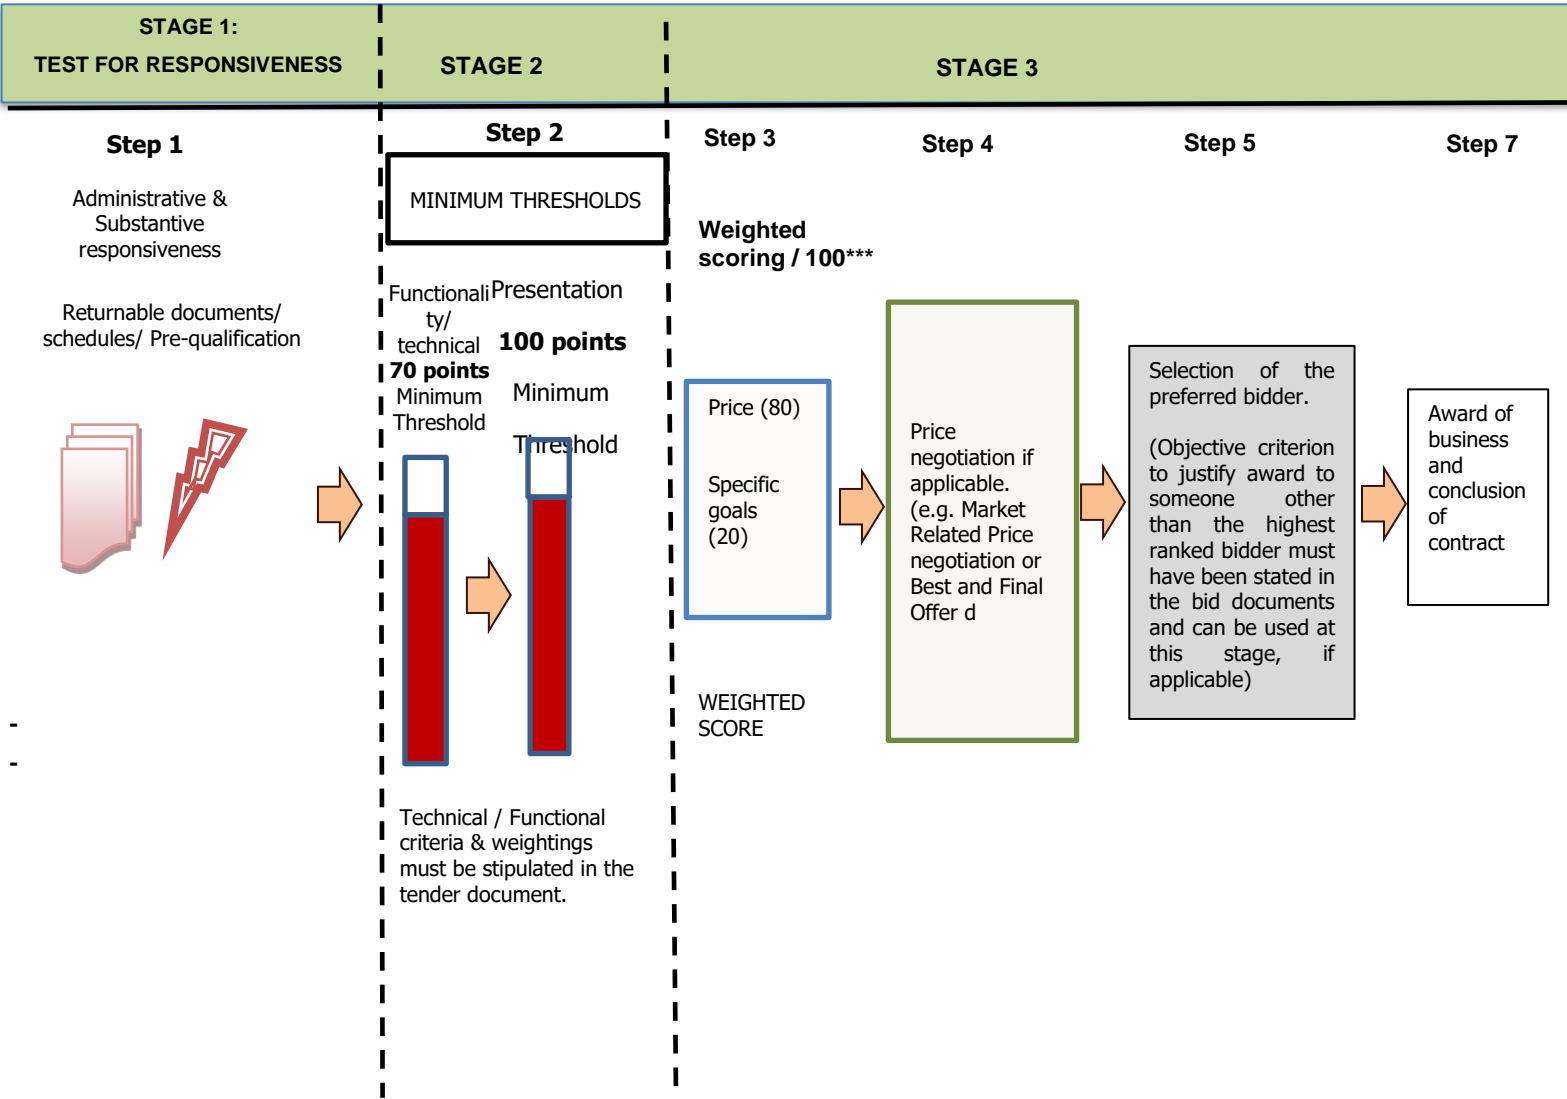 STAGE 1:
TEST FOR RESPONSIVENESS
STAGE 2
STAGE 3
Step 1
Administrative &
Substantive
responsiveness
Returnable documents/
schedules/ Pre-qualification
-
-
Step 2
MINIMUM THRESHOLDS
Functionali
ty/
technical
70 points
Minimum
Threshold
Presentation
100 points
Minimum
Threshold
Technical / Functional
criteria & weightings
must be stipulated in the
tender document.
Step 3
Weighted
scoring / 100***
Price (80)
Specific
goals
(20)
WEIGHTED
SCORE
Step 4
Price
negotiation if
applicable.
(e.g. Market
Related Price
negotiation or
Best and Final
Offer d
Step 5
Selection of the
preferred bidder.
(Objective criterion
to justify award to
someone other
than the highest
ranked bidder must
have been stated in
the bid documents
and can be used at
this stage, if
applicable)
Step 7
Award of
business
and
conclusion
of
contract